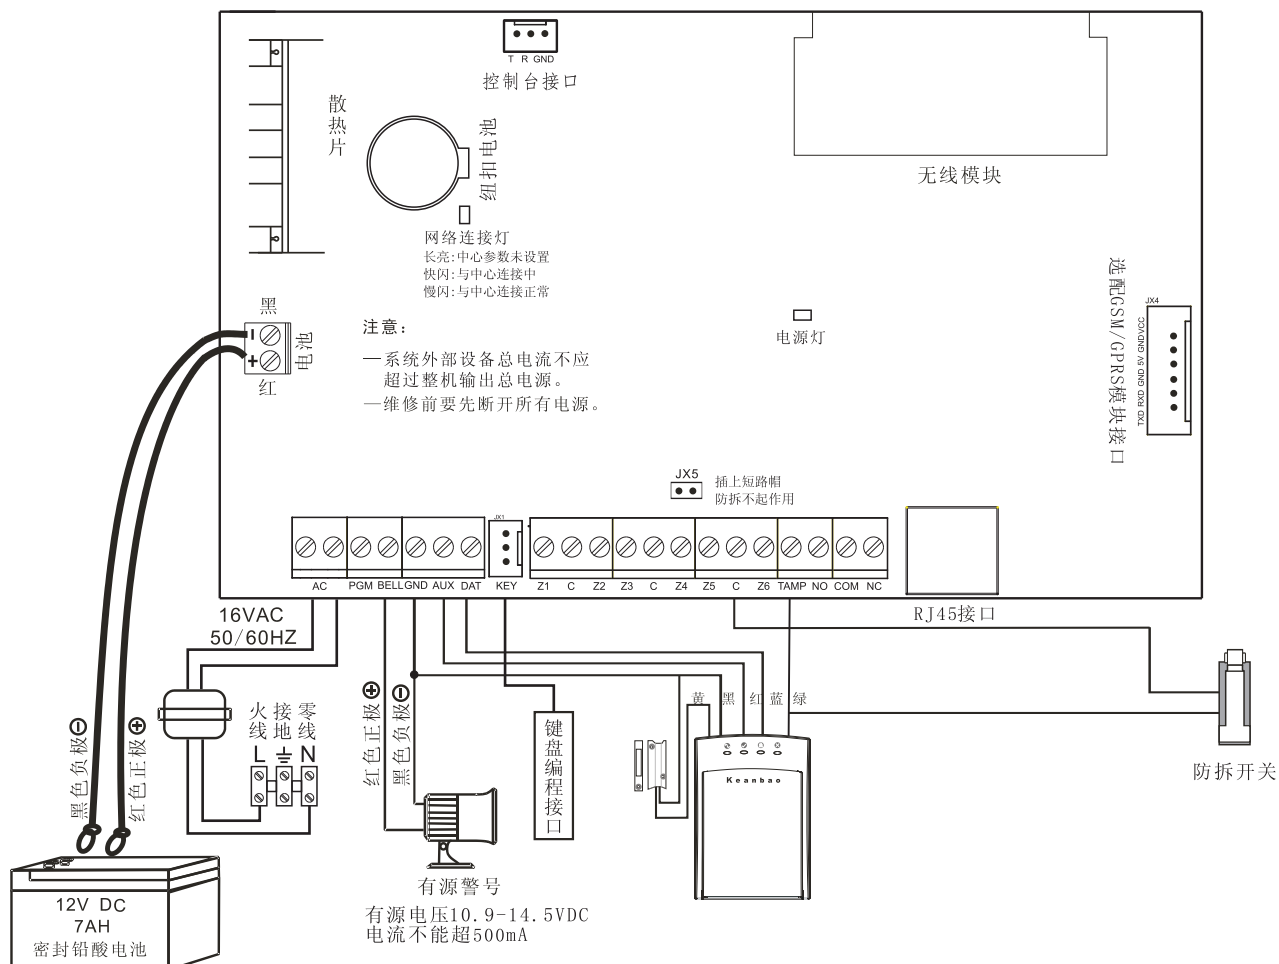 T R GND
控制台接口
散热片
纽扣电池
无线模块
网络连接灯
长亮:中心参数未设置
快闪:与中心连接中
慢闪:与中心连接正常
选配GSM/GPRS模块接口
JX4
TXD RXD GND 5V GNDVCC
黑
电池
红
注意：
—系统外部设备总电流不应
超过整机输出总电源。
—维修前要先断开所有电源。
电源灯
JX5
插上短路帽
防拆不起作用
JX1
AC PGM BELL GND AUX DAT KEY Z1 C Z2 Z3 C Z4 Z5 C Z6 TAMP NO COM NC
16VAC
50/60HZ
RJ45接口
黄 黑 红 蓝 绿
火线 接地 零线
L N
黑色负极
红色正极
红色正极
黑色负极
键盘编程接口
Keanbao
防拆开关
有源警号
有源电压10.9-14.5VDC
电流不能超500mA
12V DC
7AH
密封铅酸电池